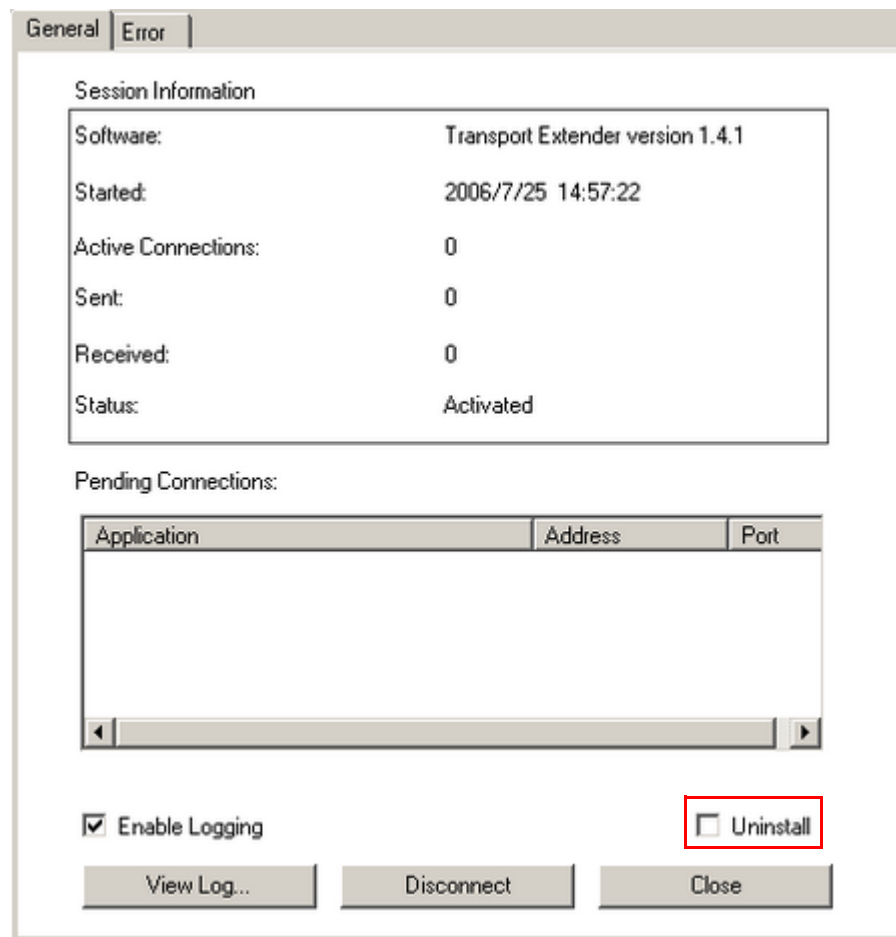 General Error
Session Information
Software: Transport Extender version 1.4.1
Started: 2006/7/25 14:57:22
Active Connections: 0
Sent: 0
Received: 0
Status: Activated
Pending Connections:
Application Address Port
Enable Logging Uninstall
View Log... Disconnect Close